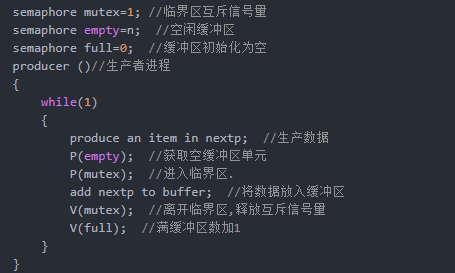 semaphore mutex=1; //临界区互斥信号量
semaphore empty=n; //空闲缓冲区
semaphore full=0; //缓冲区初始化为空
producer ()//生产者进程
{
while(1)
{
produce an item in nextp; //生产数据
P(empty); //获取空缓冲区单元
P(mutex); //进入临界区.
add nextp to buffer; //将数据放入缓冲区
V(mutex); //离开临界区,释放互斥信号量
V(full); //满缓冲区数加1
}
}